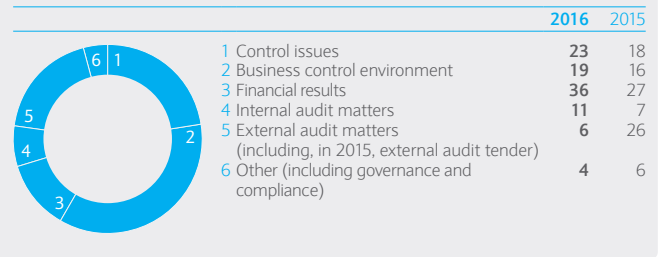 2016 2015
1 Control issues 23 18
2 Business control environment 19 16
3 Financial results 36 27
4 Internal audit matters 11 7
5 External audit matters 6 26
(including, in 2015, external audit tender)
6 Other (including governance and 4 6
compliance)
6 1
5
2
4
3